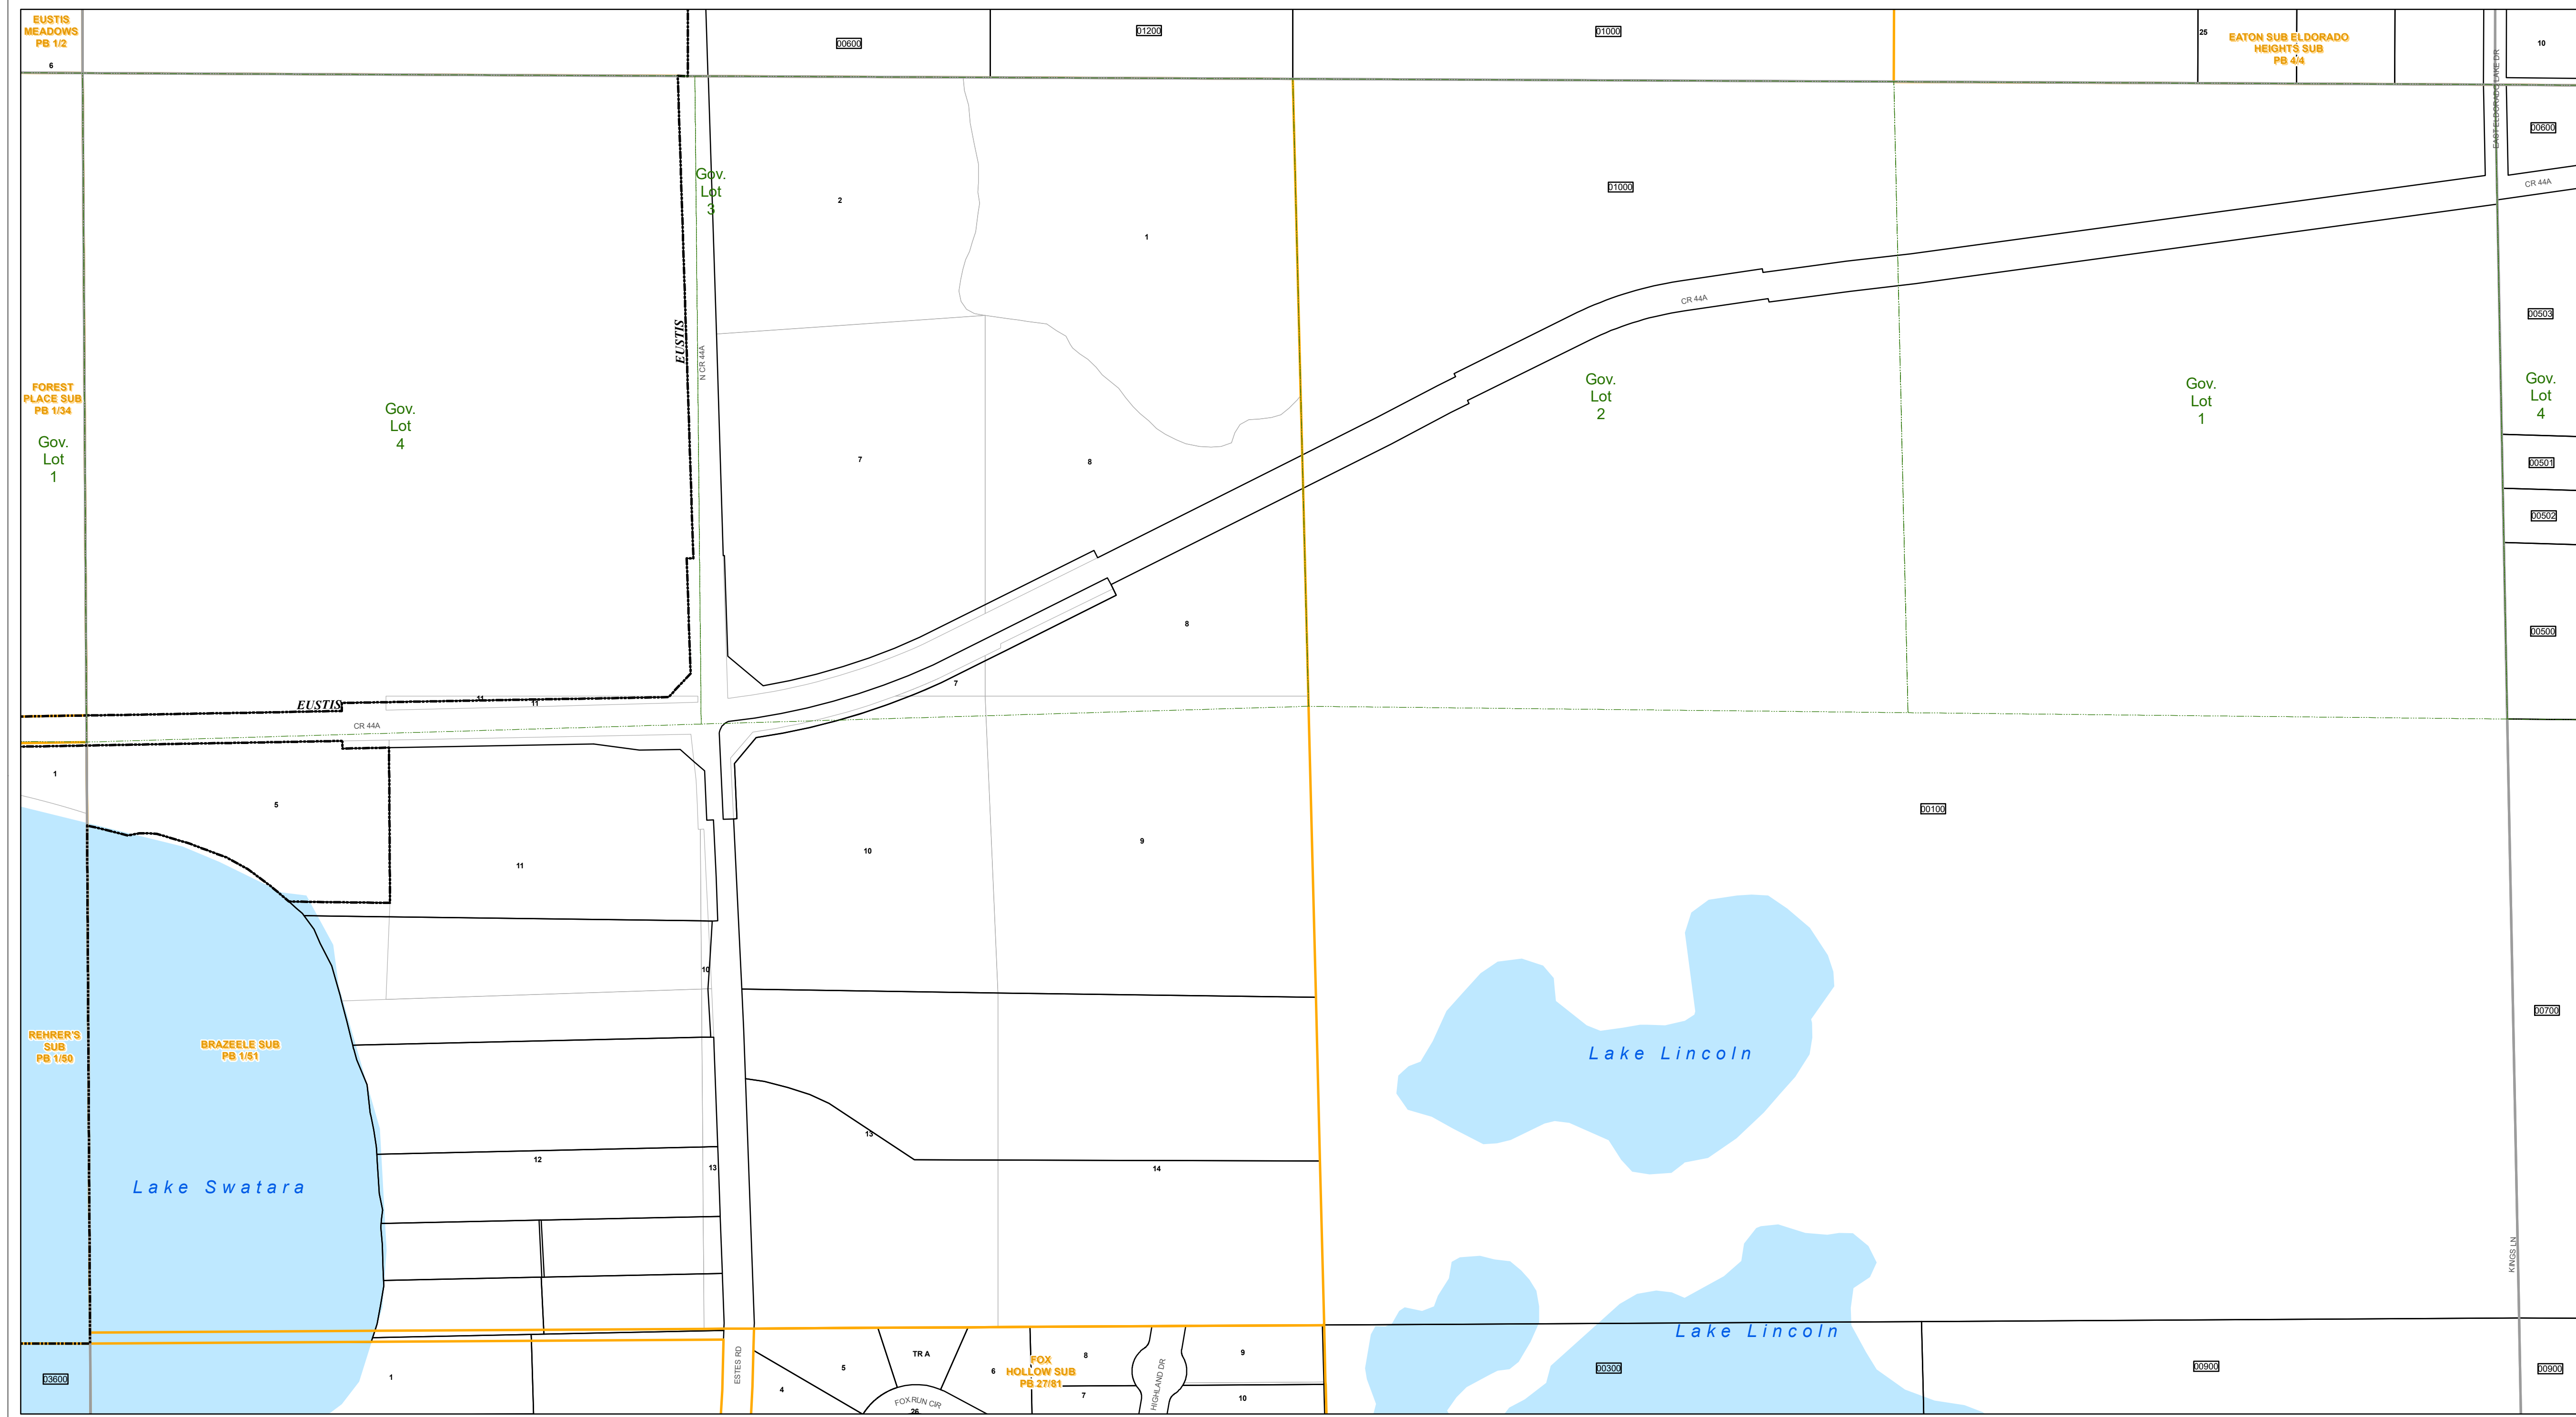 EUSTIS
MEADOWS
PB 1/2
6
00600
01200
01000
25
EATON SUB ELDORADO
HEIGHTS SUB
PB 4/4
10
EAST ELDORADO LAKE DR
00600
CR 44A
Gov.
Lot
3
2
1
01000
CR 44A
00503
EUSTIS
N CR 44A
FOREST
PLACE SUB
PB 1/34
Gov.
Lot
1
Gov.
Lot
4
Gov.
Lot
2
Gov.
Lot
1
Gov.
Lot
4
7
8
00501
00502
8
00500
7
EUSTIS
11
11
CR 44A
1
5
11
10
9
00100
10
00700
REHRER'S
SUB
PB 1/50
BRAZEELE SUB
PB 1/51
Lake Lincoln
13
12
13
14
Lake Swatara
KINGS LN
Lake Lincoln
03600
1
ESTES RD
4
5
TR A
6
FOX
HOLLOW SUB
PB 27/81
8
7
HIGHLAND DR
9
10
FOX RUN CIR
26
00300
00900
00900